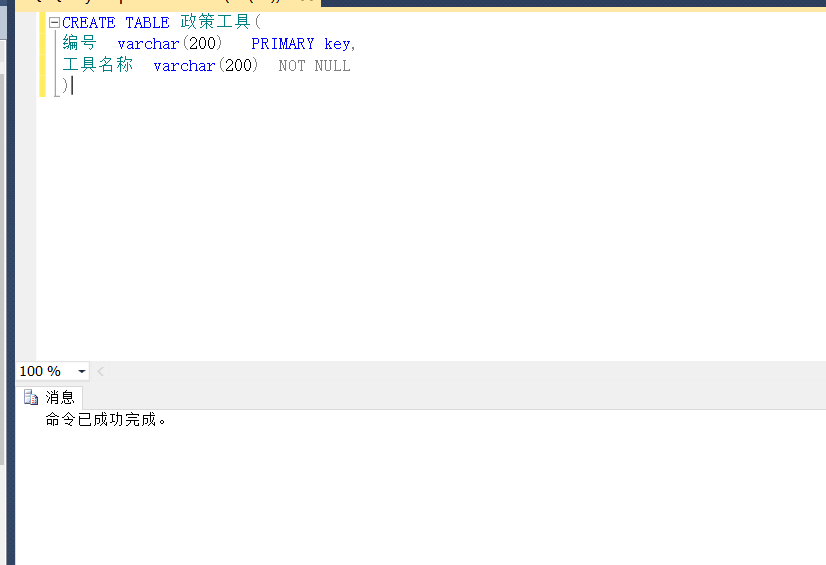 CREATE TABLE 政策工具(
编号 varchar(200) PRIMARY key,
工具名称 varchar(200) NOT NULL
)
100 %
消息
命令已成功完成。